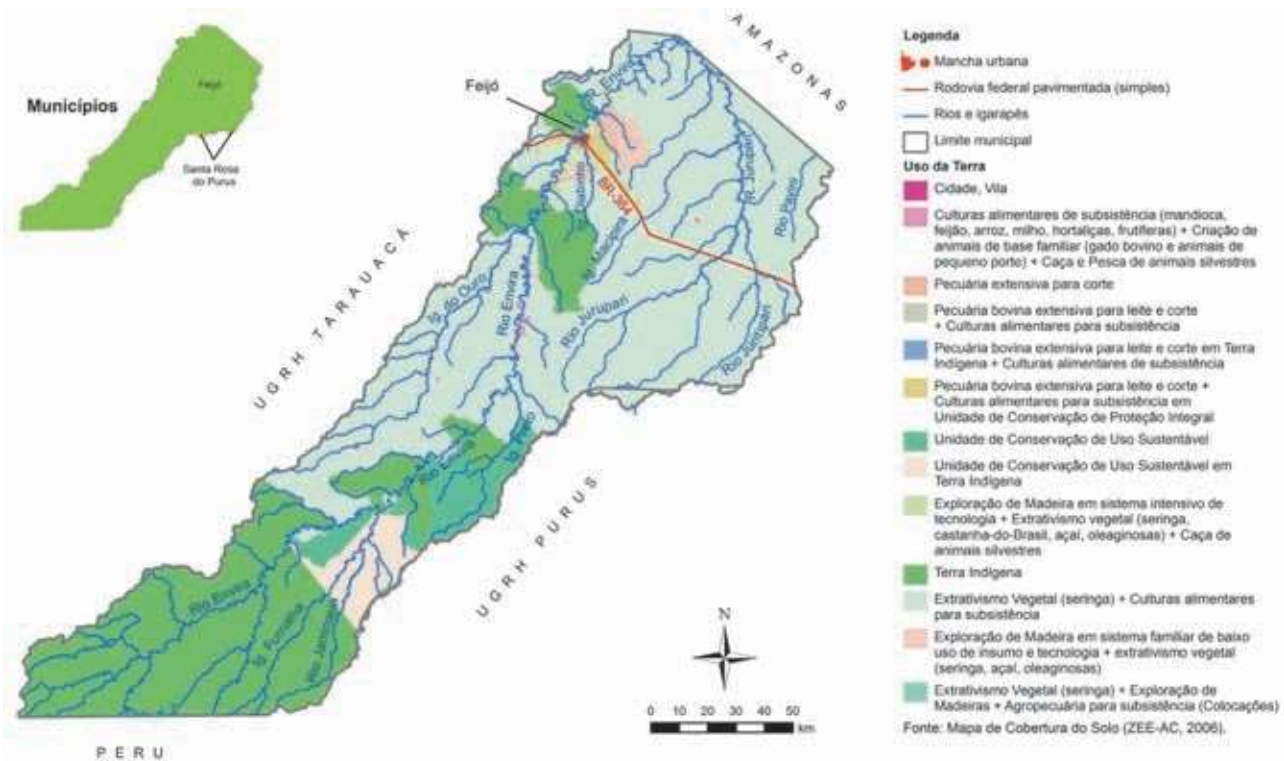 Municípios
Feijó
Santa Rosa
do Purus
Feijó
AMAZONAS
R. Envira
BR-364
R. Jurupari
Ig. do Ouro
Rio Envira
Rio Jurupari
Rio Jurupari
UGRH TARAUACÁ
UGRH PURUS
Rio Envira
PERU
N
0 10 20 30 40 50
km
Legenda
Mancha urbana
Rodovia federal pavimentada (simples)
Rios e igarapés
Limite municipal
Uso da Terra
Cidade, Vila
Culturas alimentares de subsistência (mandioca,
feijão, arroz, milho, hortaliças, frutíferas) + Criação de
animais de base familiar (gado bovino e animais de
pequeno porte) + Caça e Pesca de animais silvestres
Pecuária extensiva para corte
Pecuária bovina extensiva para leite e corte
+ Culturas alimentares para subsistência
Pecuária bovina extensiva para leite e corte em Terra
Indígena + Culturas alimentares de subsistência
Pecuária bovina extensiva para leite e corte +
Culturas alimentares para subsistência em
Unidade de Conservação de Proteção Integral
Unidade de Conservação de Uso Sustentável
Unidade de Conservação de Uso Sustentável em
Terra Indígena
Exploração de Madeira em sistema intensivo de
tecnologia + Extrativismo vegetal (seringa,
castanha-do-Brasil, açaí, oleaginosas) + Caça de
animais silvestres
Terra Indígena
Extrativismo Vegetal (seringa) + Culturas alimentares
para subsistência
Exploração de Madeira em sistema familiar de baixo
uso de insumo e tecnologia + extrativismo vegetal
(seringa, açaí, oleaginosas)
Extrativismo Vegetal (seringa) + Exploração de
Madeiras + Agropecuária para subsistência (Colocações)
Fonte: Mapa de Cobertura do Solo (ZEE-AC, 2006).